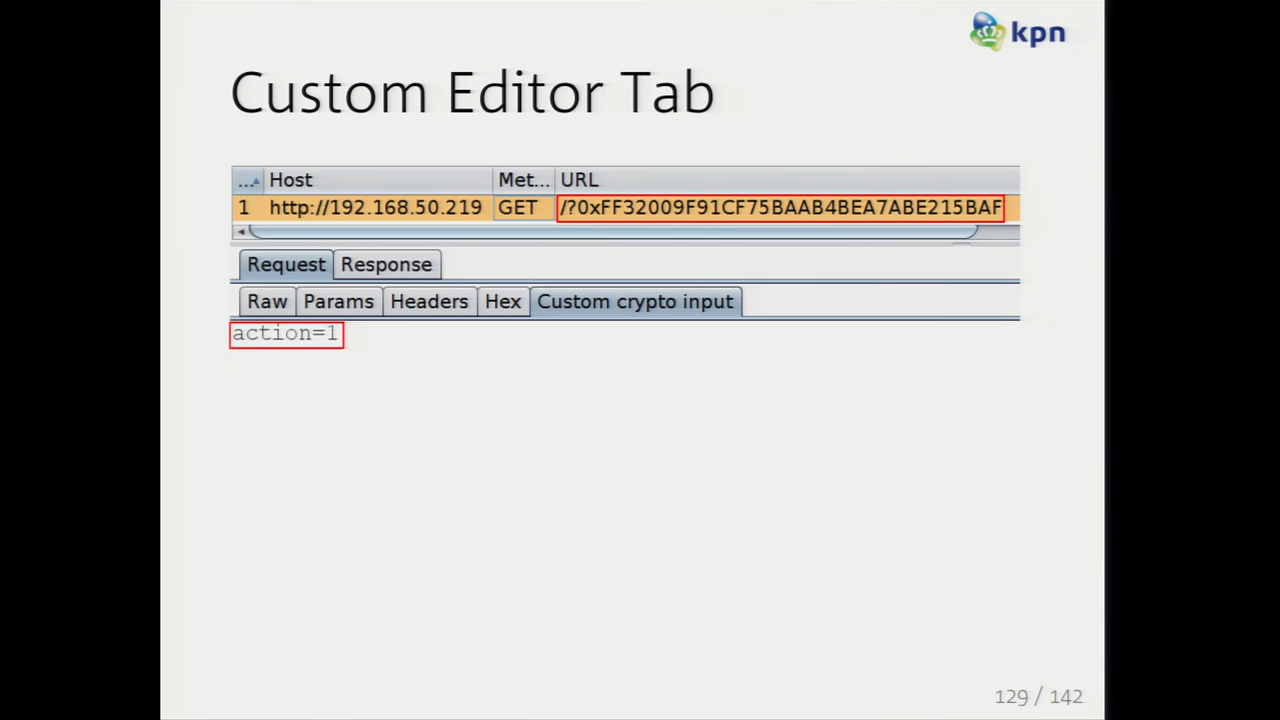 kpn
Custom Editor Tab
... Host Met... URL
1 http://192.168.50.219 GET /?0xFF32009F91CF75BAAB4BEA7ABE215BAF
Request Response
Raw Params Headers Hex Custom crypto input
action=1
129 / 142